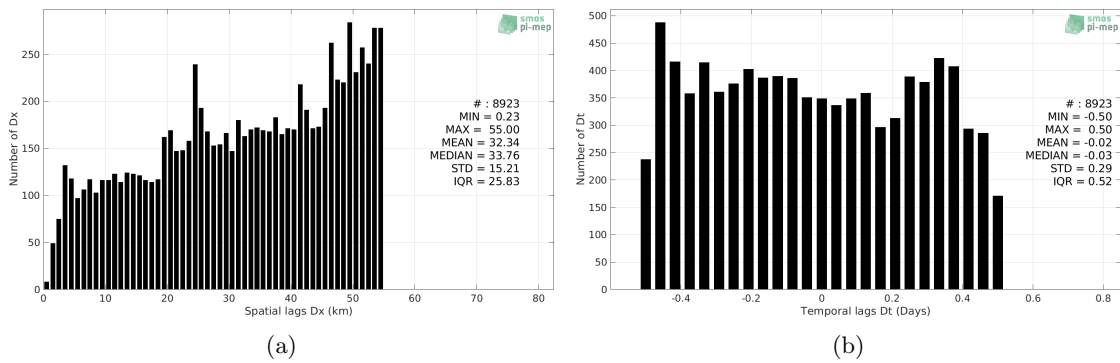 smos
pi-mep
250
200
150
100
50
0
Number of Dx
# : 8923
MIN = 0.23
MAX = 55.00
MEAN = 32.34
MEDIAN = 33.76
STD = 15.21
IQR = 25.83
0 10 20 30 40 50 60 70 80
Spatial lags Dx (km)
(a)
smos
pi-mep
500
450
400
350
300
250
200
150
100
50
0
Number of Dt
# : 8923
MIN = -0.50
MAX = 0.50
MEAN = -0.02
MEDIAN = -0.03
STD = 0.29
IQR = 0.52
-0.4 -0.2 0 0.2 0.4 0.6 0.8
Temporal lags Dt (Days)
(b)